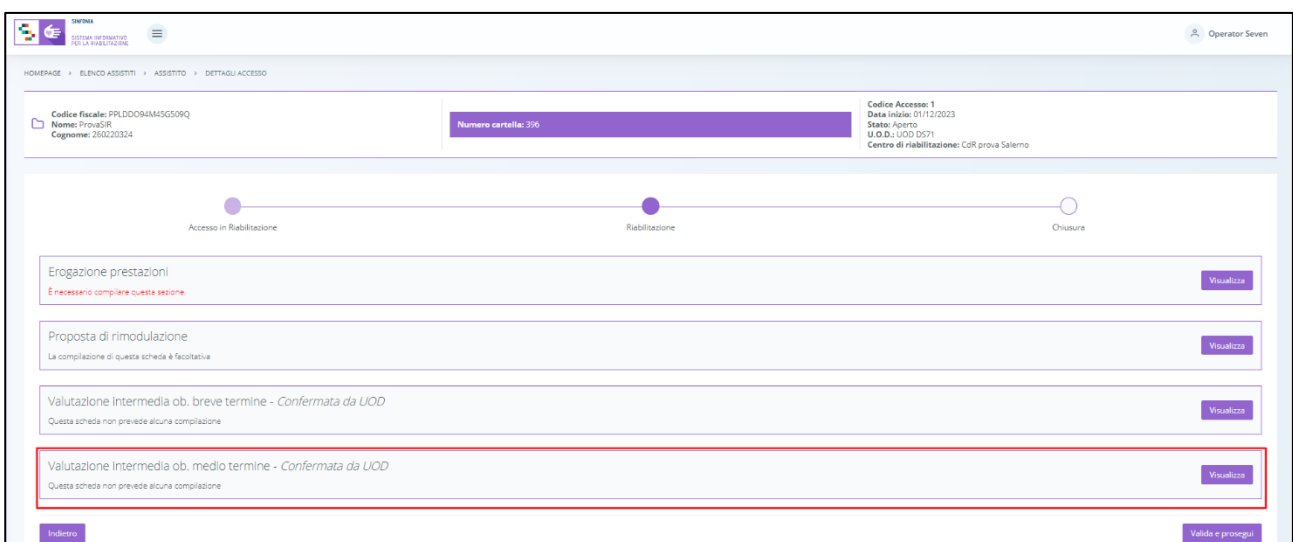 SINFONIA
SISTEMA INFORMATIVO
PER LA RIABILITAZIONE
Operator Seven
HOMEPAGE > ELENCO ASSISTITI > ASSISTITO > DETTAGLI ACCESSO
Codice fiscale: PPLDDO94M45G509Q
Nome: ProvaSIR
Cognome: 260220324
Numero cartella: 396
Codice Accesso: 1
Data inizio: 01/12/2023
Stato: Aperto
U.O.D.: UOD DS71
Centro di riabilitazione: CdR prova Salerno
Accesso in Riabilitazione
Riabilitazione
Chiusura
Erogazione prestazioni
È necessario compilare questa sezione.
Visualizza
Proposta di rimodulazione
La compilazione di questa scheda è facoltativa
Visualizza
Valutazione Intermedia ob. breve termine - Confermata da UOD
Questa scheda non prevede alcuna compilazione
Visualizza
Valutazione Intermedia ob. medio termine - Confermata da UOD
Questa scheda non prevede alcuna compilazione
Visualizza
Indietro
Valida e prosegui